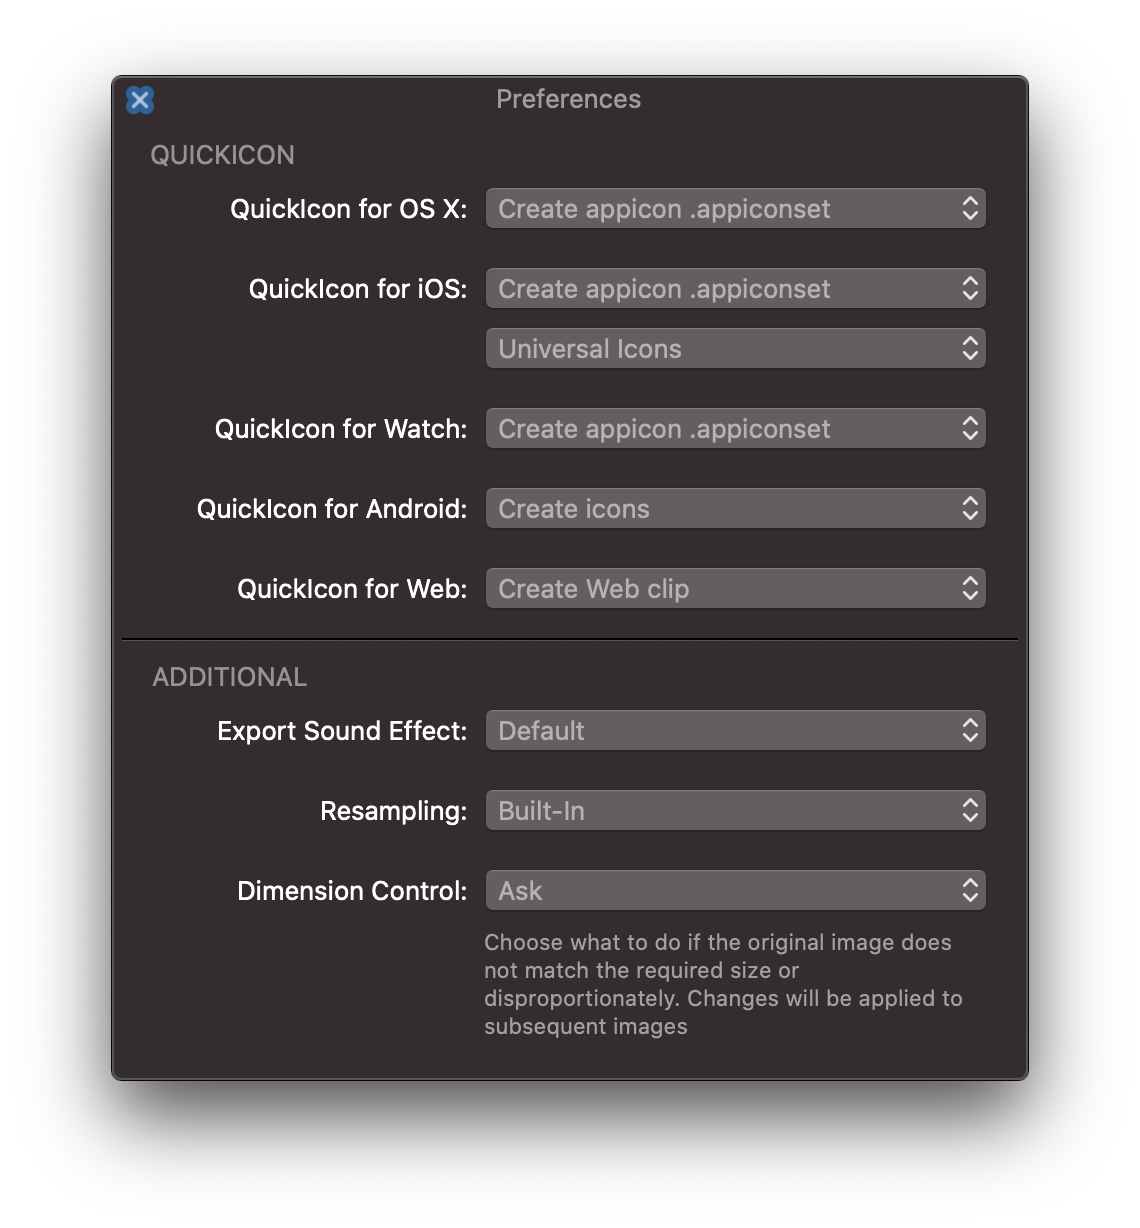 Preferences
QUICKICON
QuickIcon for OS X: Create appicon .appiconset
QuickIcon for iOS: Create appicon .appiconset
Universal Icons
QuickIcon for Watch: Create appicon .appiconset
QuickIcon for Android: Create icons
QuickIcon for Web: Create Web clip
ADDITIONAL
Export Sound Effect: Default
Resampling: Built-In
Dimension Control: Ask
Choose what to do if the original image does
not match the required size or
disproportionately. Changes will be applied to
subsequent images